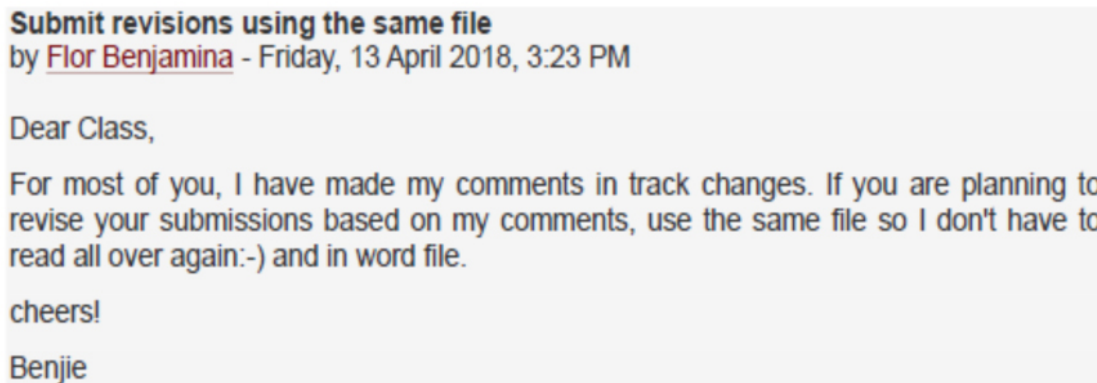 Submit revisions using the same file
by Flor Benjamina - Friday, 13 April 2018, 3:23 PM
Dear Class,
For most of you, I have made my comments in track changes. If you are planning to
revise your submissions based on my comments, use the same file so I don't have to
read all over again:-) and in word file.
cheers!
Benjie